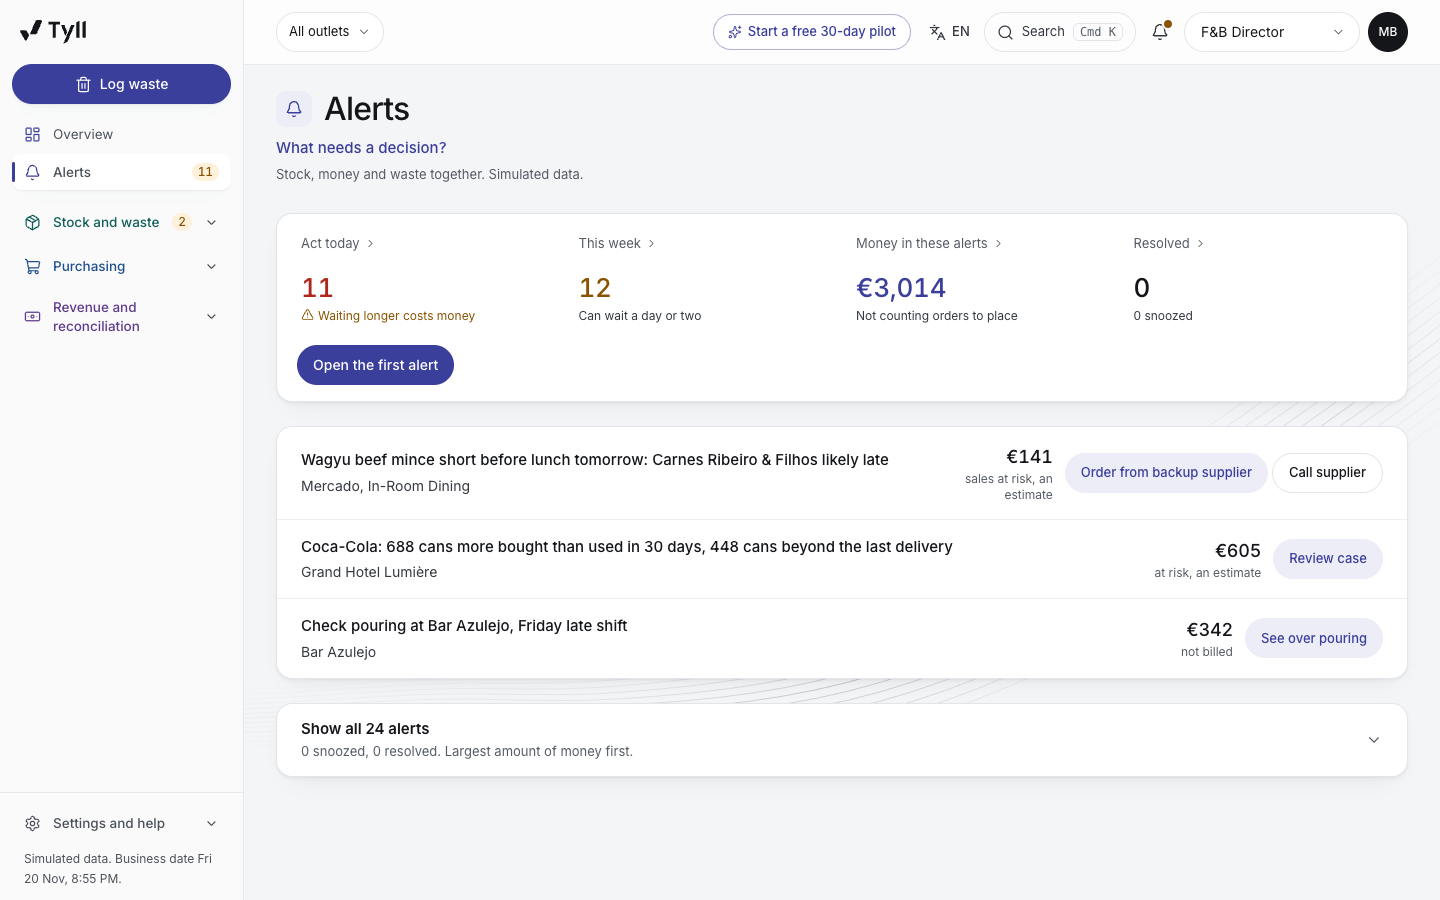 Tyll
All outlets
Start a free 30-day pilot
EN
Search
Cmd K
F&B Director
MB
Log waste
Overview
Alerts
11
Stock and waste
2
Purchasing
Revenue and
reconciliation
Settings and help
Simulated data. Business date Fri
20 Nov, 8:55 PM.
Alerts
What needs a decision?
Stock, money and waste together. Simulated data.
Act today
11
Waiting longer costs money
This week
12
Can wait a day or two
Money in these alerts
€3,014
Not counting orders to place
Resolved
0
0 snoozed
Open the first alert
Wagyu beef mince short before lunch tomorrow: Carnes Ribeiro & Filhos likely late
Mercado, In-Room Dining
€141
sales at risk, an
estimate
Order from backup supplier
Call supplier
Coca-Cola: 688 cans more bought than used in 30 days, 448 cans beyond the last delivery
Grand Hotel Lumière
€605
at risk, an estimate
Review case
Check pouring at Bar Azulejo, Friday late shift
Bar Azulejo
€342
not billed
See over pouring
Show all 24 alerts
0 snoozed, 0 resolved. Largest amount of money first.